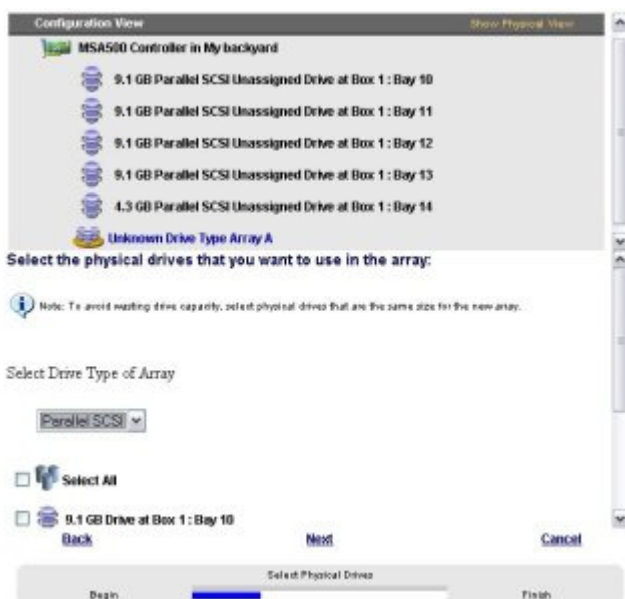 Configuration View Show Physical View
MSA500 Controller in My backyard
9.1 GB Parallel SCSI Unassigned Drive at Box 1 : Bay 10
9.1 GB Parallel SCSI Unassigned Drive at Box 1 : Bay 11
9.1 GB Parallel SCSI Unassigned Drive at Box 1 : Bay 12
9.1 GB Parallel SCSI Unassigned Drive at Box 1 : Bay 13
4.3 GB Parallel SCSI Unassigned Drive at Box 1 : Bay 14
Unknown Drive Type Array A
Select the physical drives that you want to use in the array:
Note: To avoid wasting drive capacity, select physical drives that are the same size for the new array.
Select Drive Type of Array
Parallel SCSI
Select All
9.1 GB Drive at Box 1 : Bay 10
Back Next Cancel
Select Physical Drives
Begin Finish